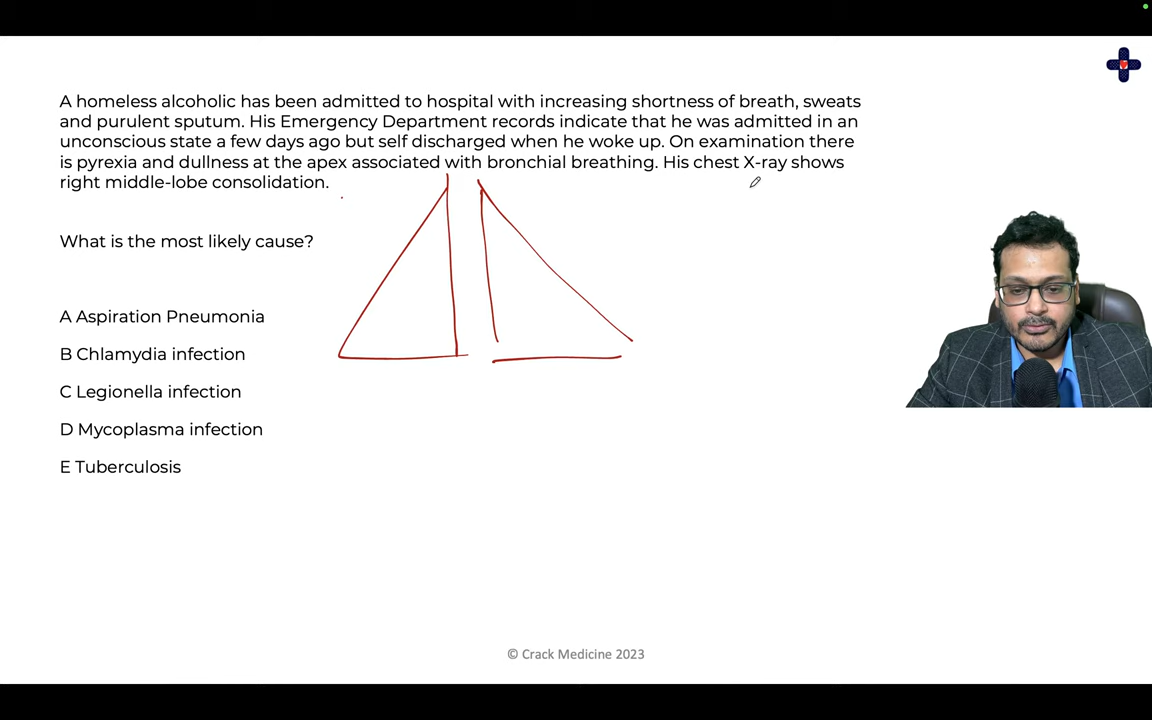 A homeless alcoholic has been admitted to hospital with increasing shortness of breath, sweats
and purulent sputum. His Emergency Department records indicate that he was admitted in an
unconscious state a few days ago but self discharged when he woke up. On examination there
is pyrexia and dullness at the apex associated with bronchial breathing. His chest X-ray shows
right middle-lobe consolidation.
What is the most likely cause?
A Aspiration Pneumonia
B Chlamydia infection
C Legionella infection
D Mycoplasma infection
E Tuberculosis
© Crack Medicine 2023